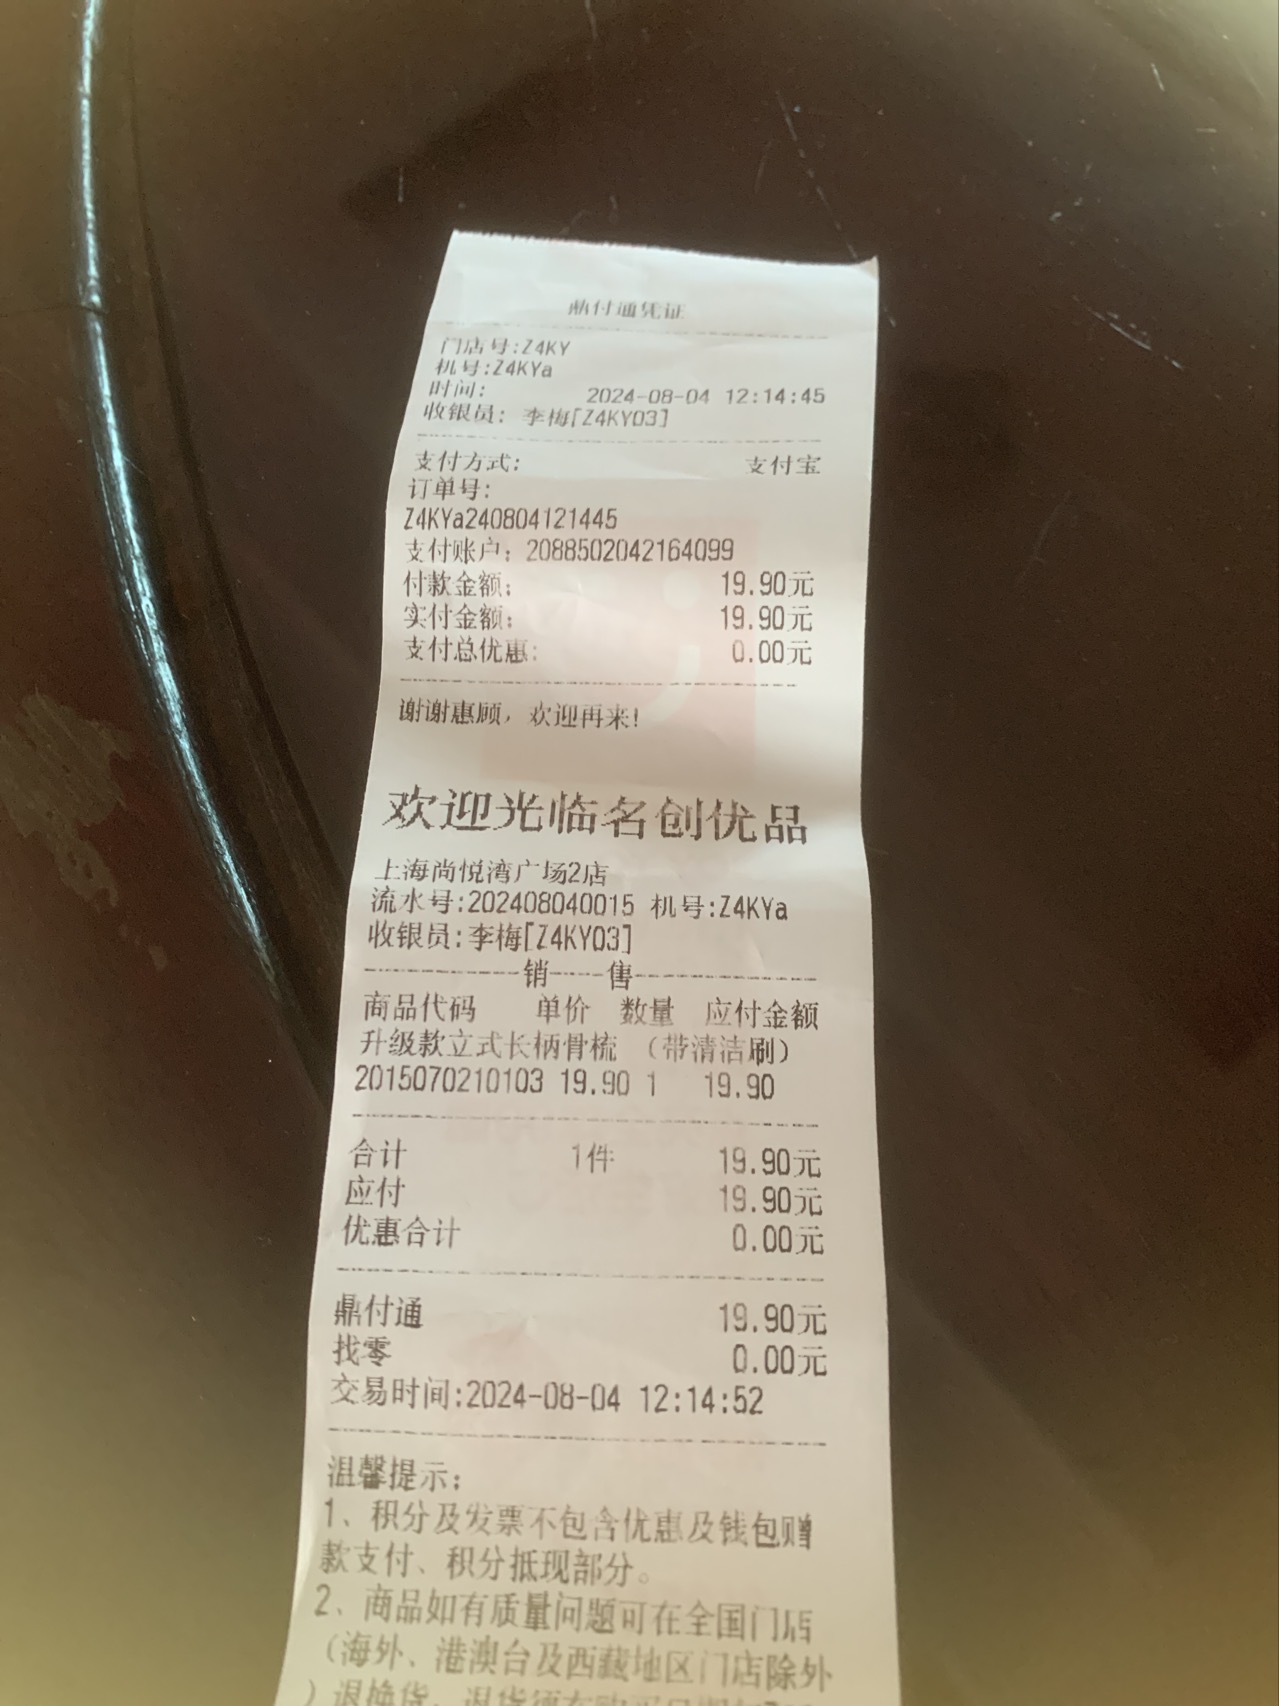 鼎付通凭证
门店号:Z4KY
机号:Z4KYa
时间: 2024-08-04 12:14:45
收银员: 李梅[Z4KY03]
支付方式: 支付宝
订单号:
Z4KYa240804121445
支付账户: 2088502042164099
付款金额: 19.90元
实付金额: 19.90元
支付总优惠: 0.00元
谢谢惠顾，欢迎再来!
欢迎光临名创优品
上海尚悦湾广场2店
流水号:202408040015 机号:Z4KYa
收银员:李梅[Z4KY03]
销----售
商品代码 单价 数量 应付金额
升级款立式长柄骨梳 （带清洁刷）
2015070210103 19.90 1 19.90
合计 1件 19.90元
应付 19.90元
优惠合计 0.00元
鼎付通 19.90元
找零 0.00元
交易时间:2024-08-04 12:14:52
温馨提示:
1、积分及发票不包含优惠及钱包赠
款支付、积分抵现部分。
2、商品如有质量问题可在全国门店
（海外、港澳台及西藏地区门店除外
）退换货，退货须在购买日期